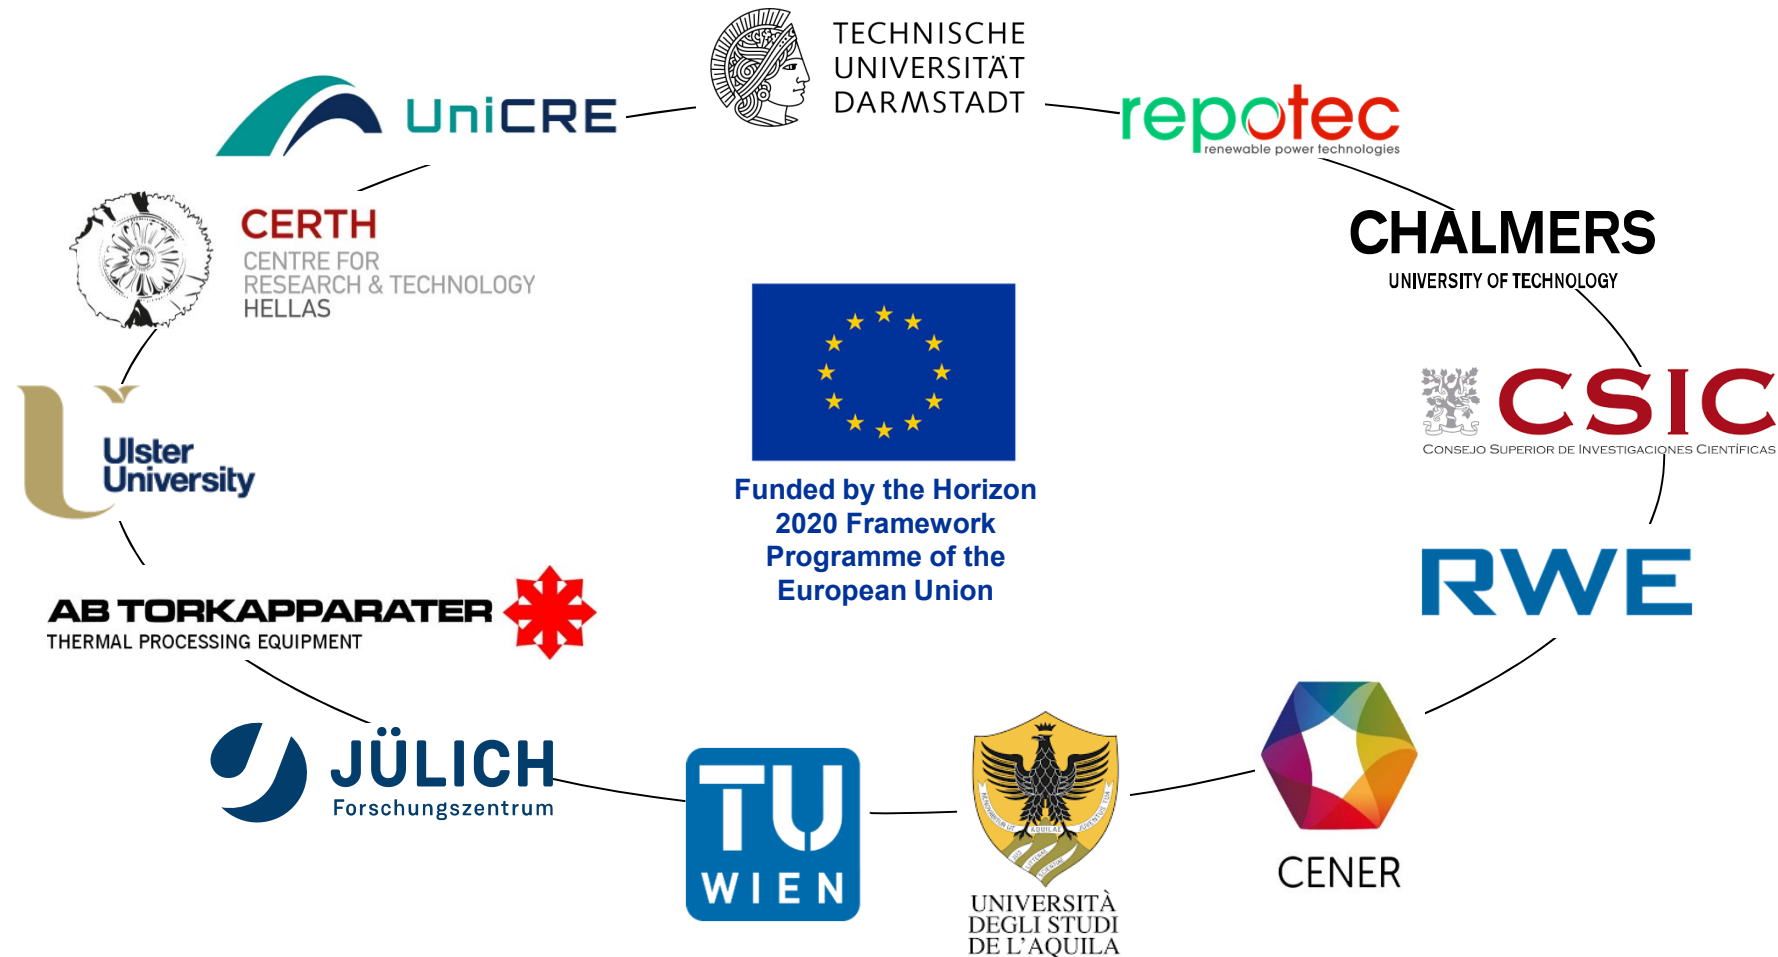 TECHNISCHE
UNIVERSITÄT
DARMSTADT
UniCRE
repotec
renewable power technologies
CERTH
CENTRE FOR
RESEARCH & TECHNOLOGY
HELLAS
CHALMERS
UNIVERSITY OF TECHNOLOGY
CSIC
CONSEJO SUPERIOR DE INVESTIGACIONES CIENTÍFICAS
Ulster
University
Funded by the Horizon
2020 Framework
Programme of the
European Union
RWE
AB TORKAPPARATER
THERMAL PROCESSING EQUIPMENT
JÜLICH
Forschungszentrum
TU
WIEN
AQUILAE
UNIVERSITÀ
DEGLI STUDI
DE L'AQUILA
CENER